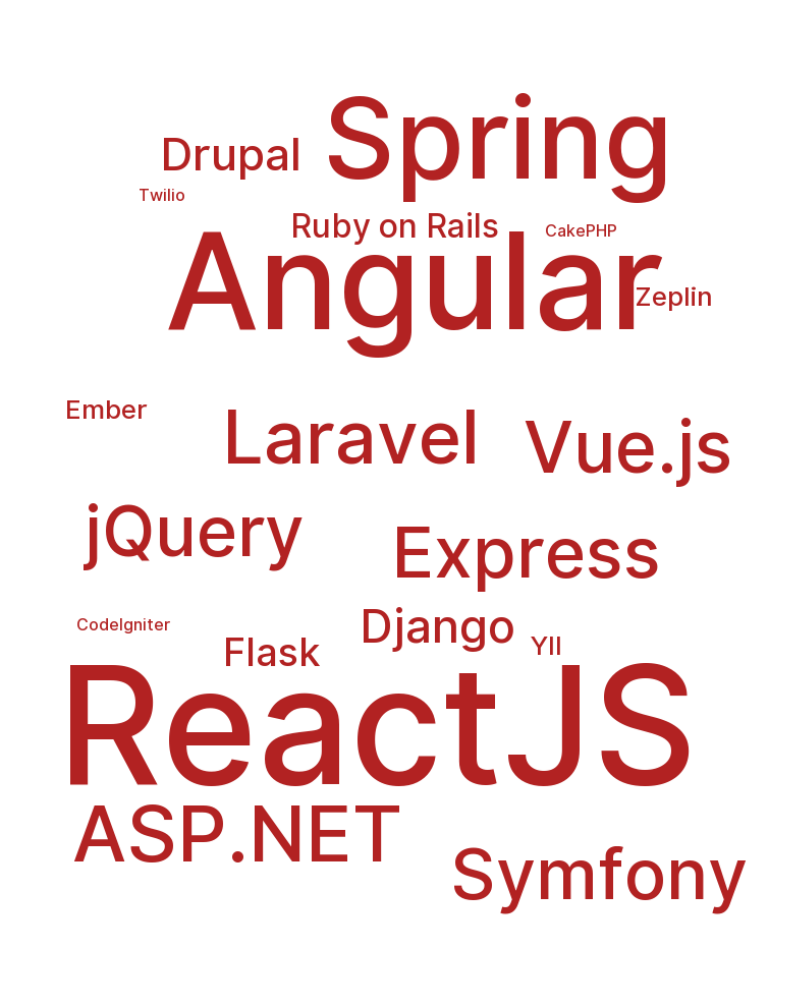 Spring
Drupal
Twilio
Ruby on Rails
CakePHP
Angular
Zeplin
Ember
Laravel
Vue.js
jQuery
Express
CodeIgniter
Django
Flask
YII
ReactJS
ASP.NET
Symfony